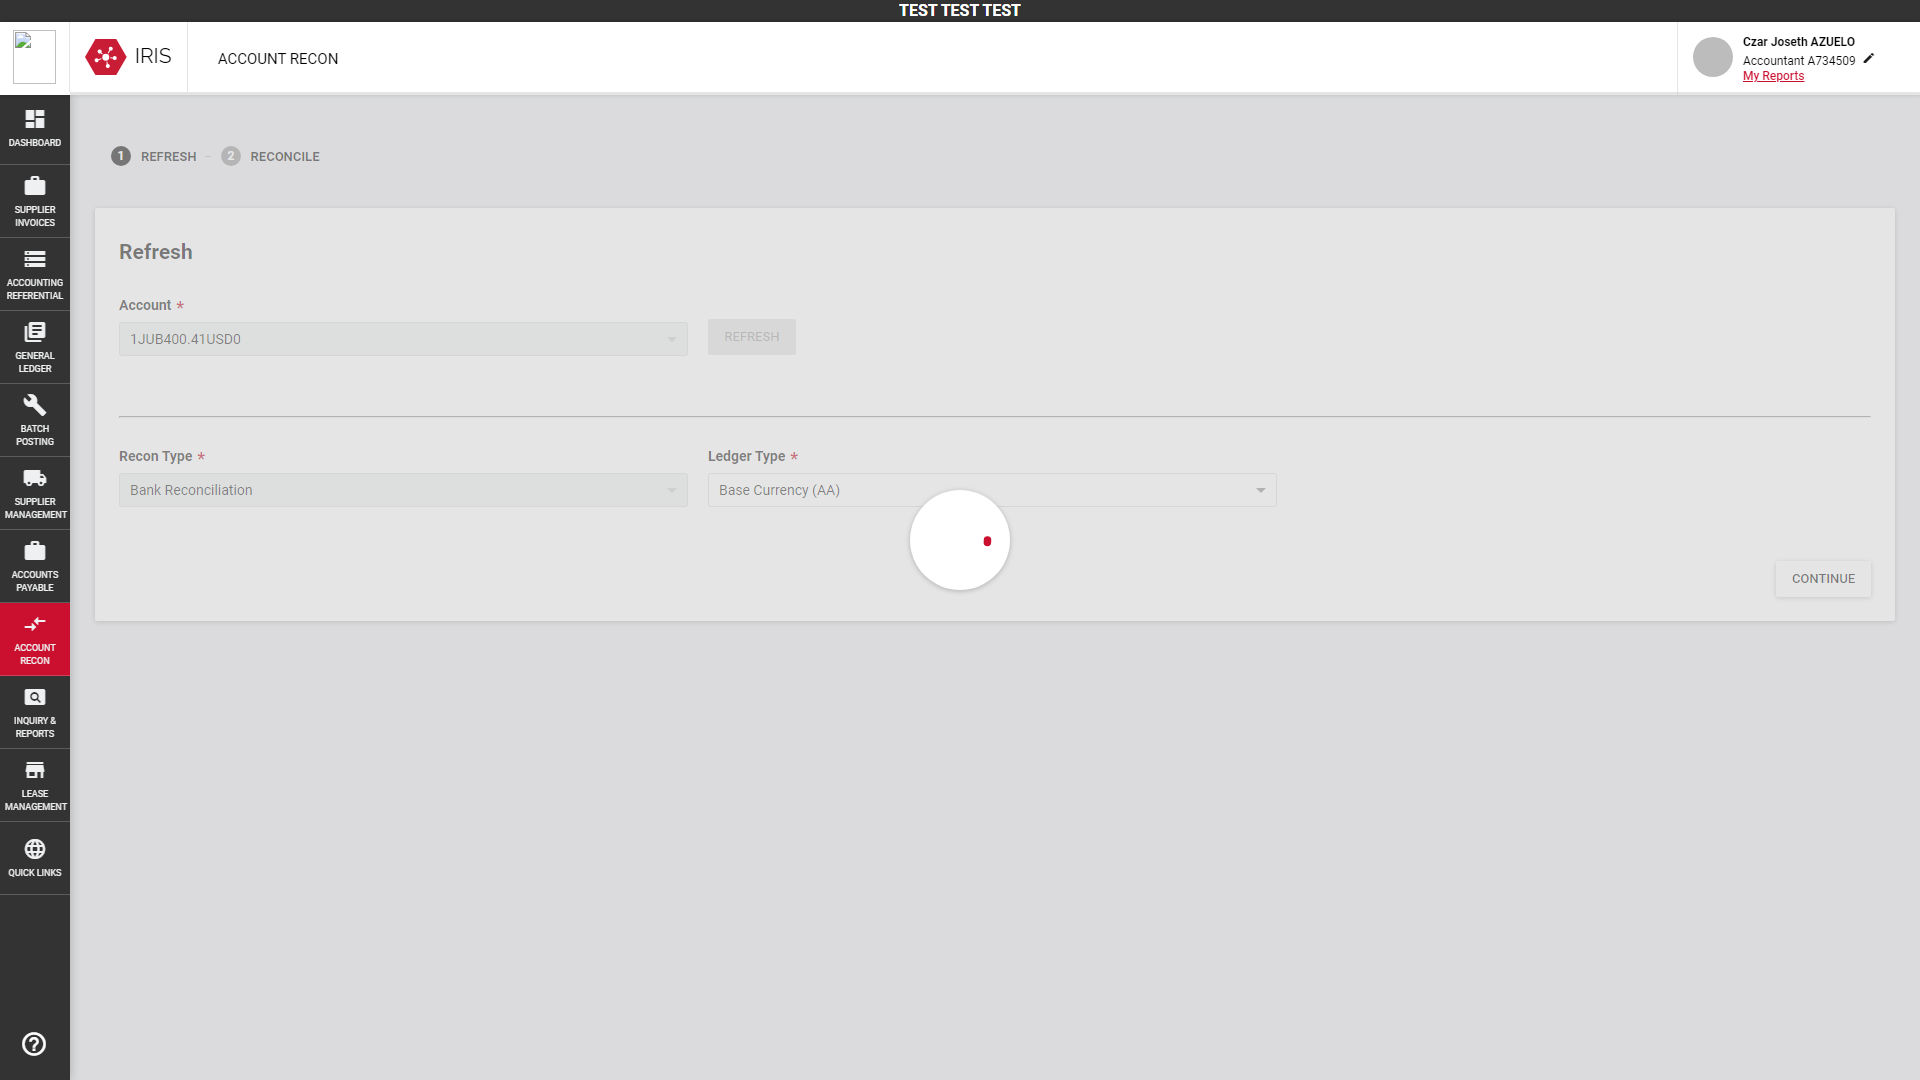 TEST TEST TEST
IRIS
ACCOUNT RECON
Czar Joseth AZUELO
Accountant A734509
My Reports
DASHBOARD
SUPPLIER
INVOICES
ACCOUNTING
REFERENTIAL
GENERAL
LEDGER
BATCH
POSTING
SUPPLIER
MANAGEMENT
ACCOUNTS
PAYABLE
ACCOUNT
RECON
INQUIRY &
REPORTS
LEASE
MANAGEMENT
QUICK LINKS
1 REFRESH – 2 RECONCILE
Refresh
Account *
1JUB400.41USD0
REFRESH
Recon Type *
Ledger Type *
Bank Reconciliation
Base Currency (AA)
CONTINUE